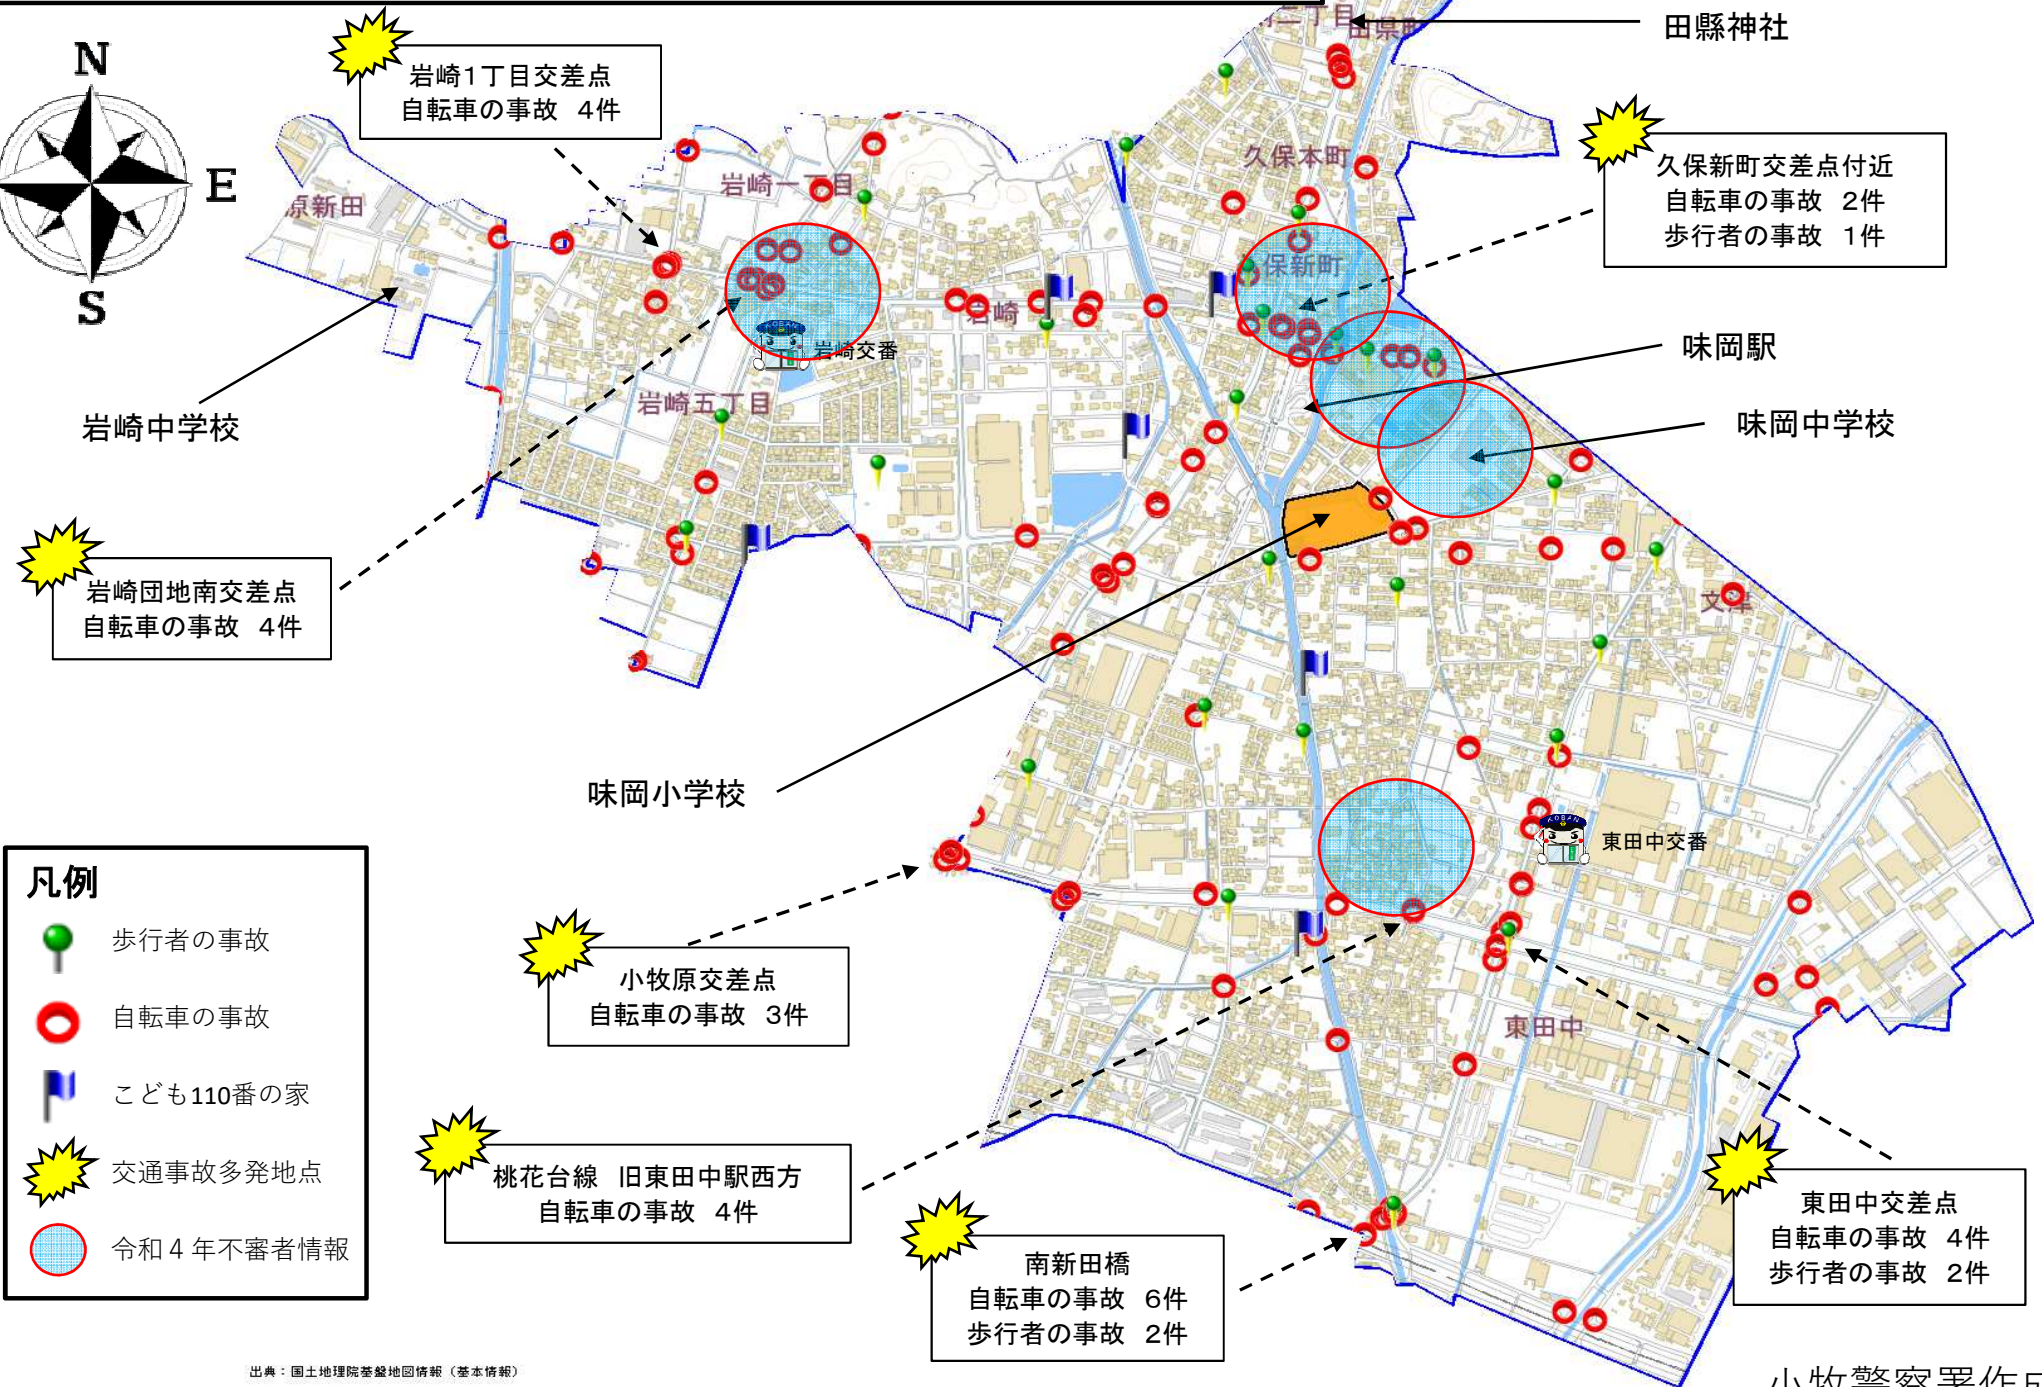 田縣神社
N
E
S
岩崎1丁目交差点
自転車の事故 4件
久保新町交差点付近
自転車の事故 2件
歩行者の事故 1件
田県町
久保本町
岩崎一丁目
原新田
保新町
岩崎
岩崎交番
岩崎五丁目
味岡駅
味岡中学校
岩崎中学校
岩崎団地南交差点
自転車の事故 4件
文津
味岡小学校
KOBAN
東田中交番
凡例
歩行者の事故
自転車の事故
こども110番の家
交通事故多発地点
令和4年不審者情報
小牧原交差点
自転車の事故 3件
東田中
桃花台線 旧東田中駅西方
自転車の事故 4件
南新田橋
自転車の事故 6件
歩行者の事故 2件
東田中交差点
自転車の事故 4件
歩行者の事故 2件
出典:国土地理院基盤地図情報(基本情報)
小牧警察署作成